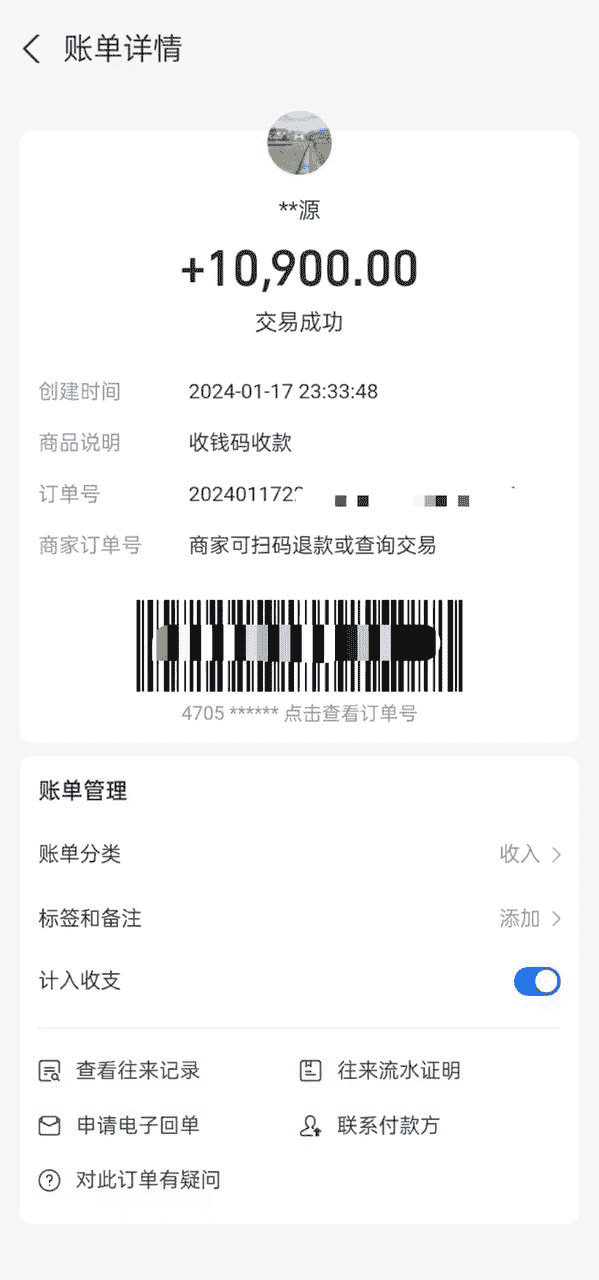 账单详情
**源
+10,900.00
交易成功
创建时间 2024-01-17 23:33:48
商品说明 收钱码收款
订单号 2024011722
商家订单号 商家可扫码退款或查询交易
4705 ****** 点击查看订单号
账单管理
账单分类 收入
标签和备注 添加
计入收支
查看往来记录 往来流水证明
申请电子回单 联系付款方
对此订单有疑问